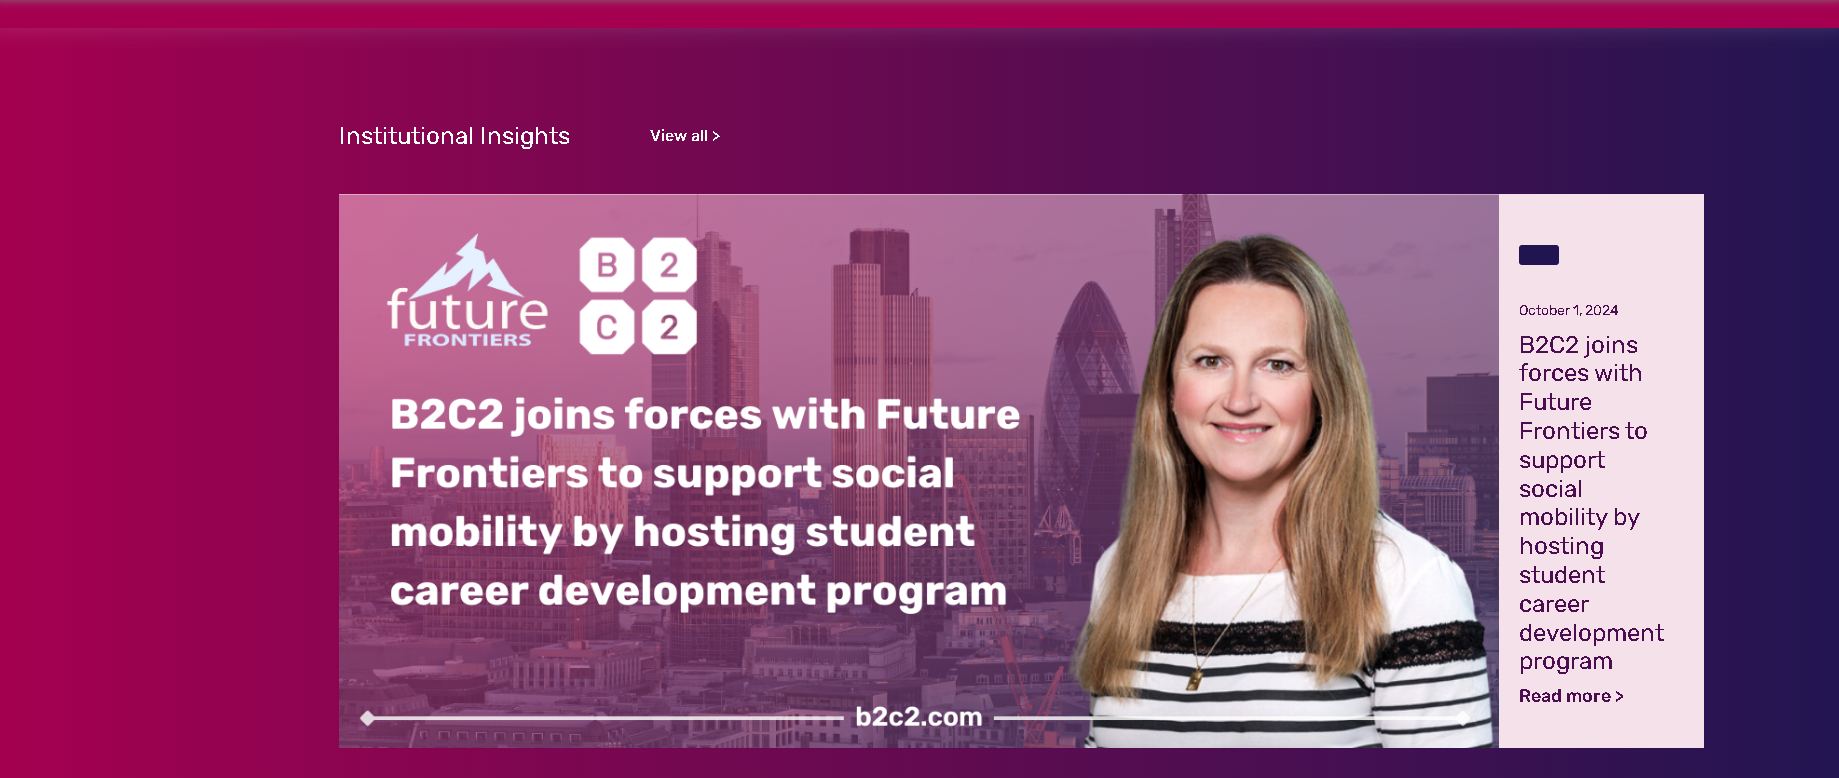 Institutional Insights
View all >
future
FRONTIERS
B 2
C 2
B2C2 joins forces with Future
Frontiers to support social
mobility by hosting student
career development program
b2c2.com
October 1, 2024
B2C2 joins
forces with
Future
Frontiers to
support
social
mobility by
hosting
student
career
development
program
Read more >